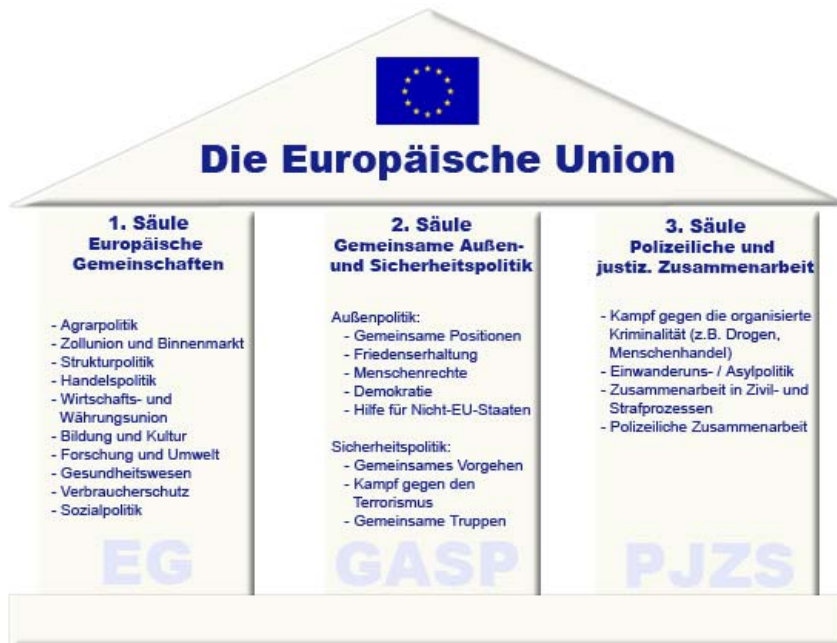 Die Europäische Union
1. Säule
Europäische
Gemeinschaften
- Agrarpolitik
- Zollunion und Binnenmarkt
- Strukturpolitik
- Handelspolitik
- Wirtschafts- und
Währungsunion
- Bildung und Kultur
- Forschung und Umwelt
- Gesundheitswesen
- Verbraucherschutz
- Sozialpolitik
EG
2. Säule
Gemeinsame Außen-
und Sicherheitspolitik
Außenpolitik:
- Gemeinsame Positionen
- Friedenserhaltung
- Menschenrechte
- Demokratie
- Hilfe für Nicht-EU-Staaten
Sicherheitspolitik:
- Gemeinsames Vorgehen
- Kampf gegen den
Terrorismus
- Gemeinsame Truppen
GASP
3. Säule
Polizeiliche und
justiz. Zusammenarbeit
- Kampf gegen die organisierte
Kriminalität (z.B. Drogen,
Menschenhandel)
- Einwanderuns- / Asylpolitik
- Zusammenarbeit in Zivil- und
Strafprozessen
- Polizeiliche Zusammenarbeit
PJZS